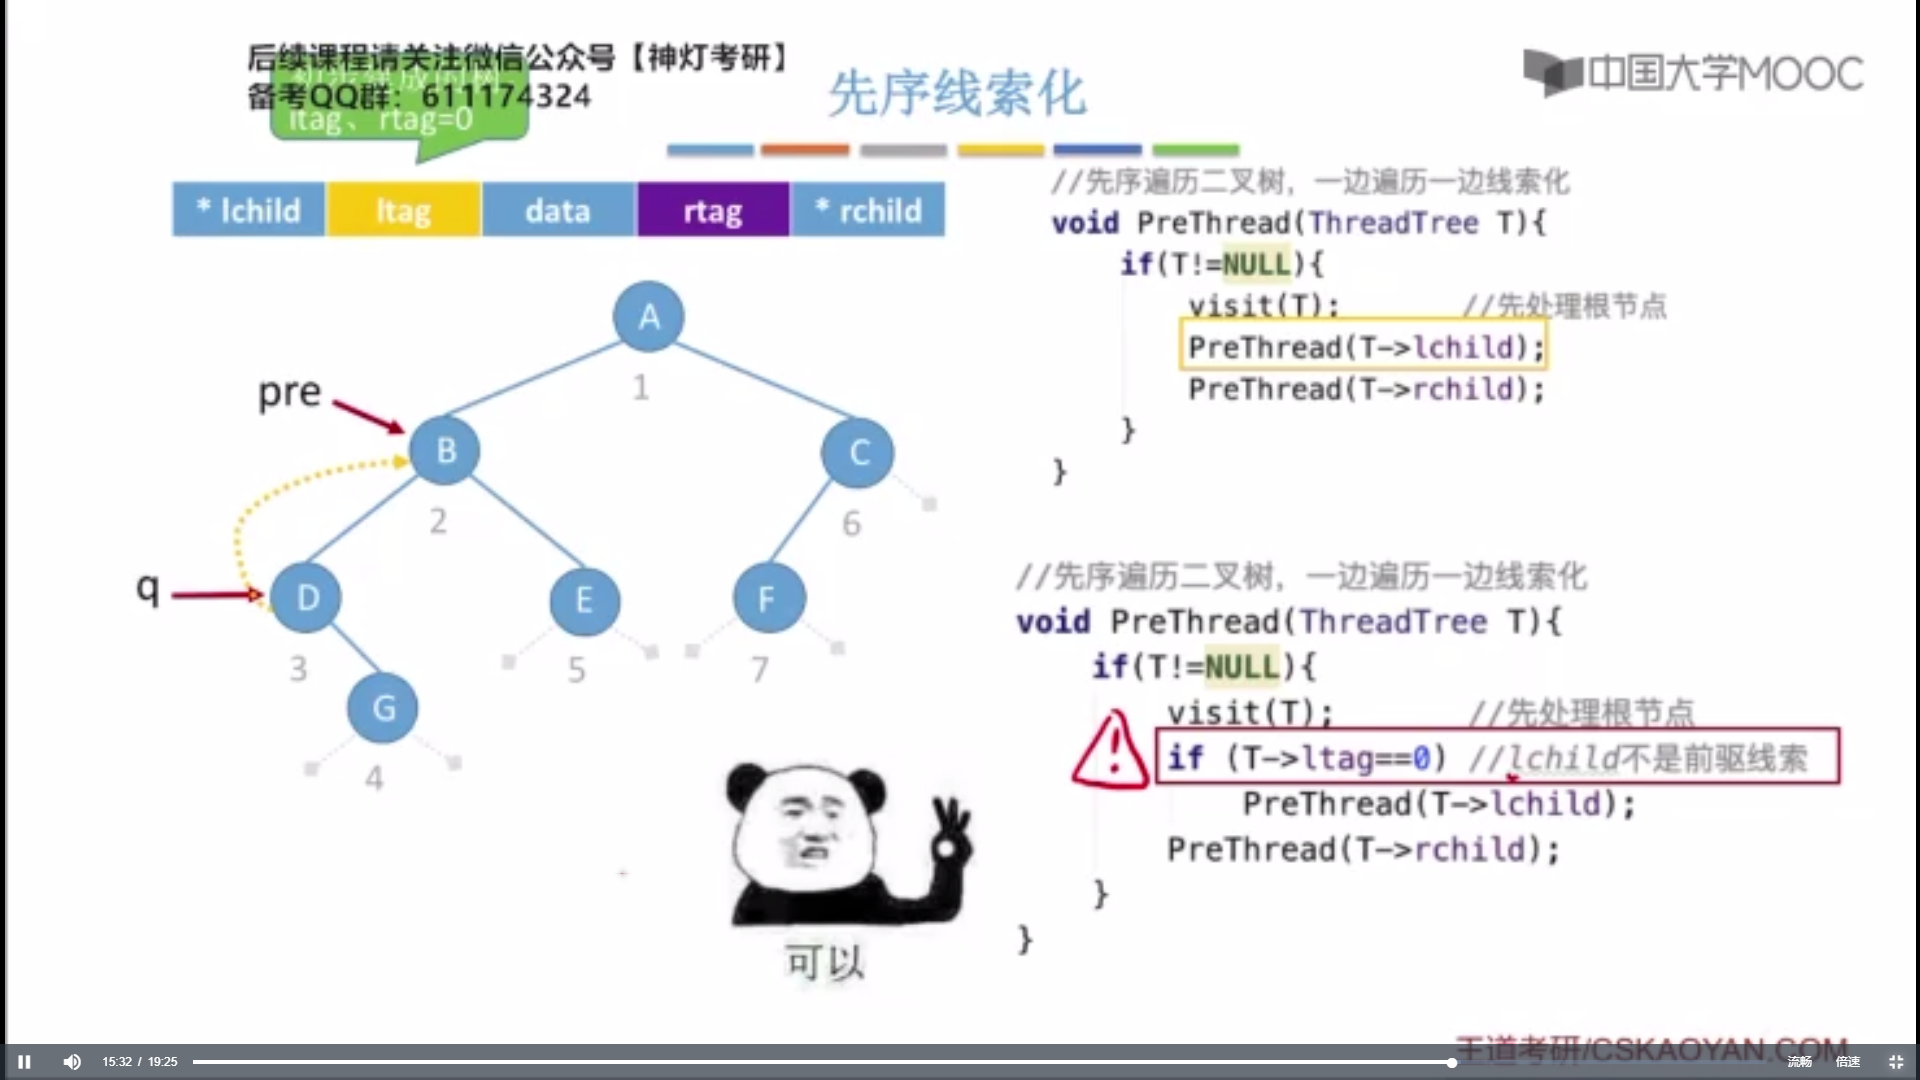 后续课程请关注微信公众号【神灯考研】
备考QQ群：611174324
ltag、rtag=0
先序线索化
中国大学MOOC
* lchild ltag data rtag * rchild
A
1
pre
B
2
C
6
q
D
3
E
5
F
7
G
4
可以
//先序遍历二叉树，一边遍历一边线索化
void PreThread(ThreadTree T){
if(T!=NULL){
visit(T); //先处理根节点
PreThread(T->lchild);
PreThread(T->rchild);
}
}
//先序遍历二叉树，一边遍历一边线索化
void PreThread(ThreadTree T){
if(T!=NULL){
visit(T); //先处理根节点
if (T->ltag==0) //lchild不是前驱线索
PreThread(T->lchild);
PreThread(T->rchild);
}
}
王道考研/CSKAOYAN.COM
15:32 / 19:25
流畅 倍速